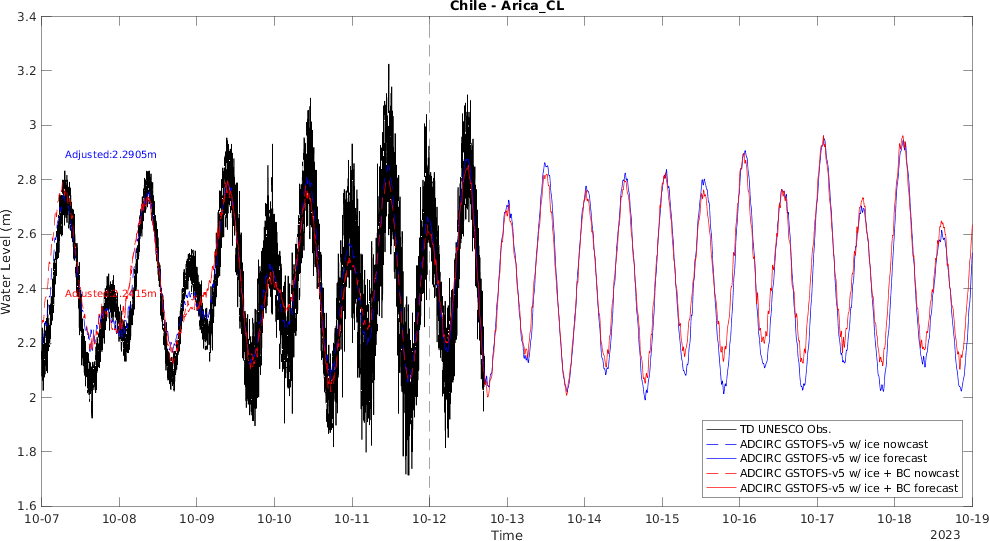 Chile - Arica_CL
3.4
3.2
3
2.8
2.6
2.4
2.2
2
1.8
1.6
Water Level (m)
Adjusted:2.2905m
TD UNESCO Obs.
ADCIRC GSTOFS-v5 w/ ice nowcast
ADCIRC GSTOFS-v5 w/ ice forecast
ADCIRC GSTOFS-v5 w/ ice + BC nowcast
ADCIRC GSTOFS-v5 w/ ice + BC forecast
10-07 10-08 10-09 10-10 10-11 10-12 10-13 10-14 10-15 10-16 10-17 10-18 10-19
Time
2023